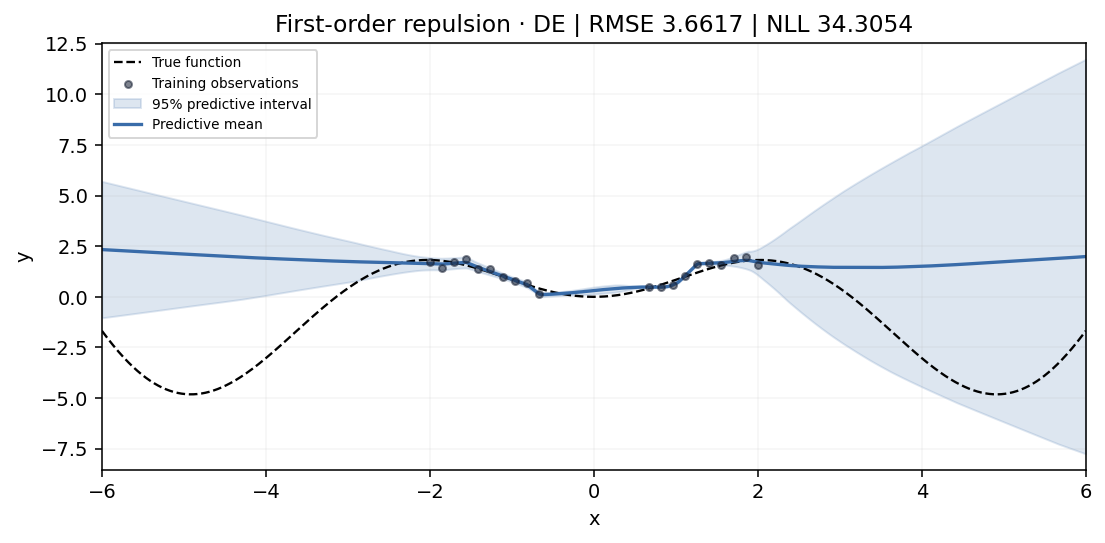 First-order repulsion · DE | RMSE 3.6617 | NLL 34.3054
True function
Training observations
95% predictive interval
Predictive mean
12.5
10.0
7.5
5.0
2.5
0.0
−2.5
−5.0
−7.5
y
−6 −4 −2 0 2 4 6
x